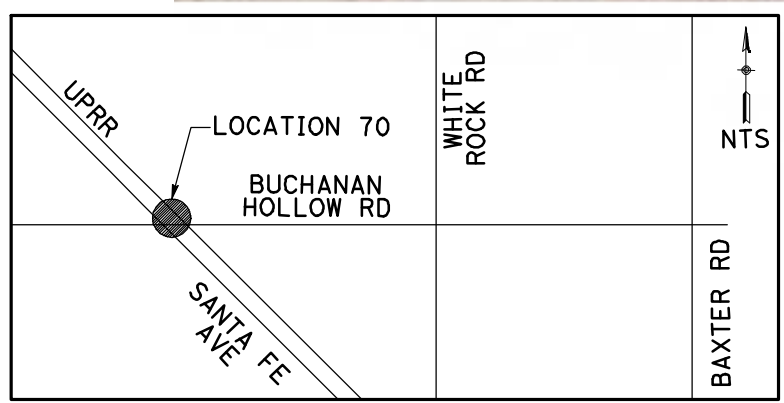 UPRR
LOCATION 70
WHITE
ROCK RD
NTS
BUCHANAN
HOLLOW RD
SANTA FE
AVE
BAXTER RD